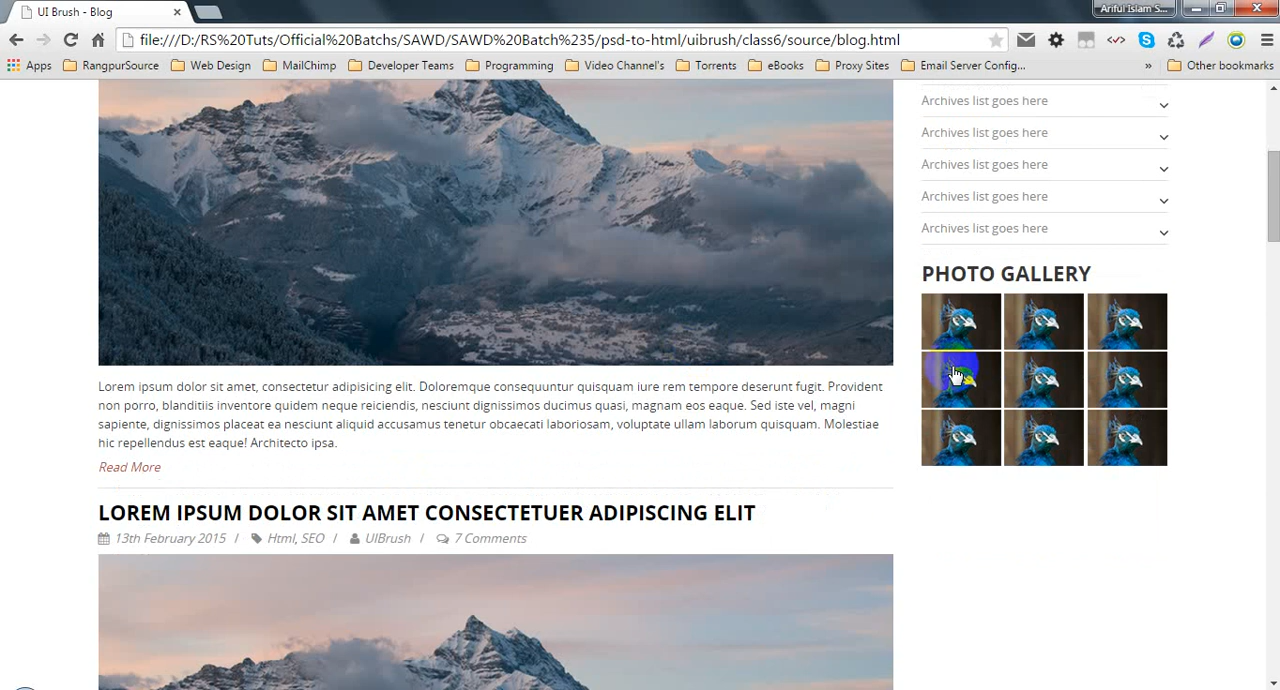 UI Brush - Blog
Ariful Islam S...
file:///D:/RS%20Tuts/Official%20Batchs/SAWD/SAWD%20Batch%235/psd-to-html/uibrush/class6/source/blog.html
Apps RangpurSource Web Design MailChimp Developer Teams Programming Video Channel's Torrents eBooks Proxy Sites Email Server Config... » Other bookmarks
Archives list goes here
Archives list goes here
Archives list goes here
Archives list goes here
Archives list goes here
PHOTO GALLERY
Lorem ipsum dolor sit amet, consectetur adipisicing elit. Doloremque consequuntur quisquam iure rem tempore deserunt fugit. Provident
non porro, blanditiis inventore quidem neque reiciendis, nesciunt dignissimos ducimus quasi, magnam eos eaque. Sed iste vel, magni
sapiente, dignissimos placeat ea nesciunt aliquid accusamus tenetur obcaecati laboriosam, voluptate ullam laborum quisquam. Molestiae
hic repellendus est eaque! Architecto ipsa.
Read More
LOREM IPSUM DOLOR SIT AMET CONSECTETUER ADIPISCING ELIT
13th February 2015 / Html, SEO / UIBrush / 7 Comments